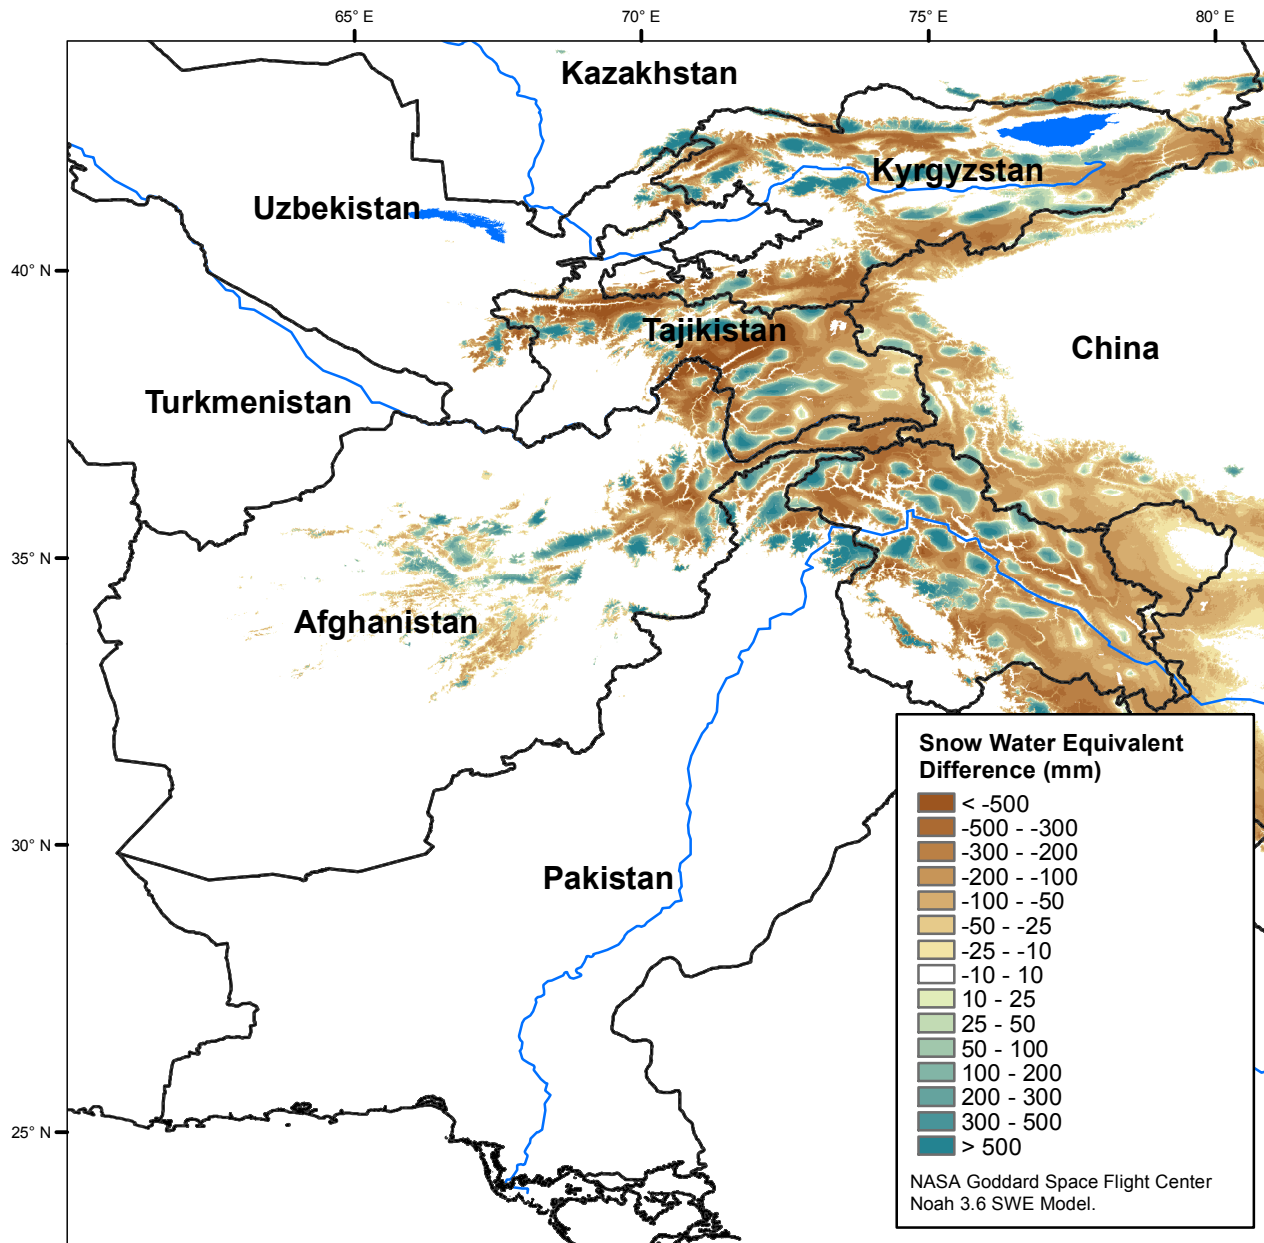 65° E
70° E
75° E
80° E
Kazakhstan
Kyrgyzstan
Uzbekistan
40° N
Tajikistan
China
Turkmenistan
35° N
Afghanistan
Snow Water Equivalent
Difference (mm)
< -500
-500 - -300
-300 - -200
-200 - -100
-100 - -50
-50 - -25
-25 - -10
-10 - 10
10 - 25
25 - 50
50 - 100
100 - 200
200 - 300
300 - 500
> 500
NASA Goddard Space Flight Center
Noah 3.6 SWE Model.
30° N
Pakistan
25° N